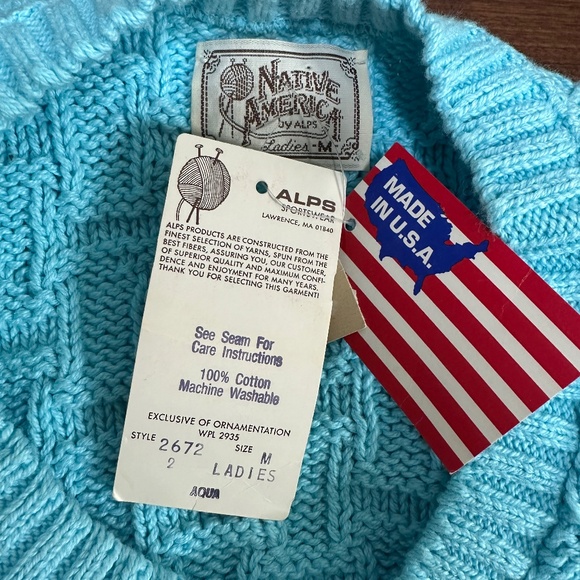 NATIVE
AMERICA
by ALPS
Ladies - M -
ALPS
SPORTSWEAR
LAWRENCE, MA 01840
ALPS PRODUCTS ARE CONSTRUCTED FROM THE
FINEST SELECTION OF YARNS, SPUN FROM THE
BEST FIBERS, ASSURING YOU, OUR CUSTOMER,
OF SUPERIOR QUALITY AND MAXIMUM CONFI-
DENCE AND ENJOYMENT FOR MANY YEARS.
THANK YOU FOR SELECTING THIS GARMENT!
See Seam For
Care Instructions
100% Cotton
Machine Washable
EXCLUSIVE OF ORNAMENTATION
WPL 2935
STYLE 2672 SIZE M
2 LADIES
AQUA
MADE
IN U.S.A.